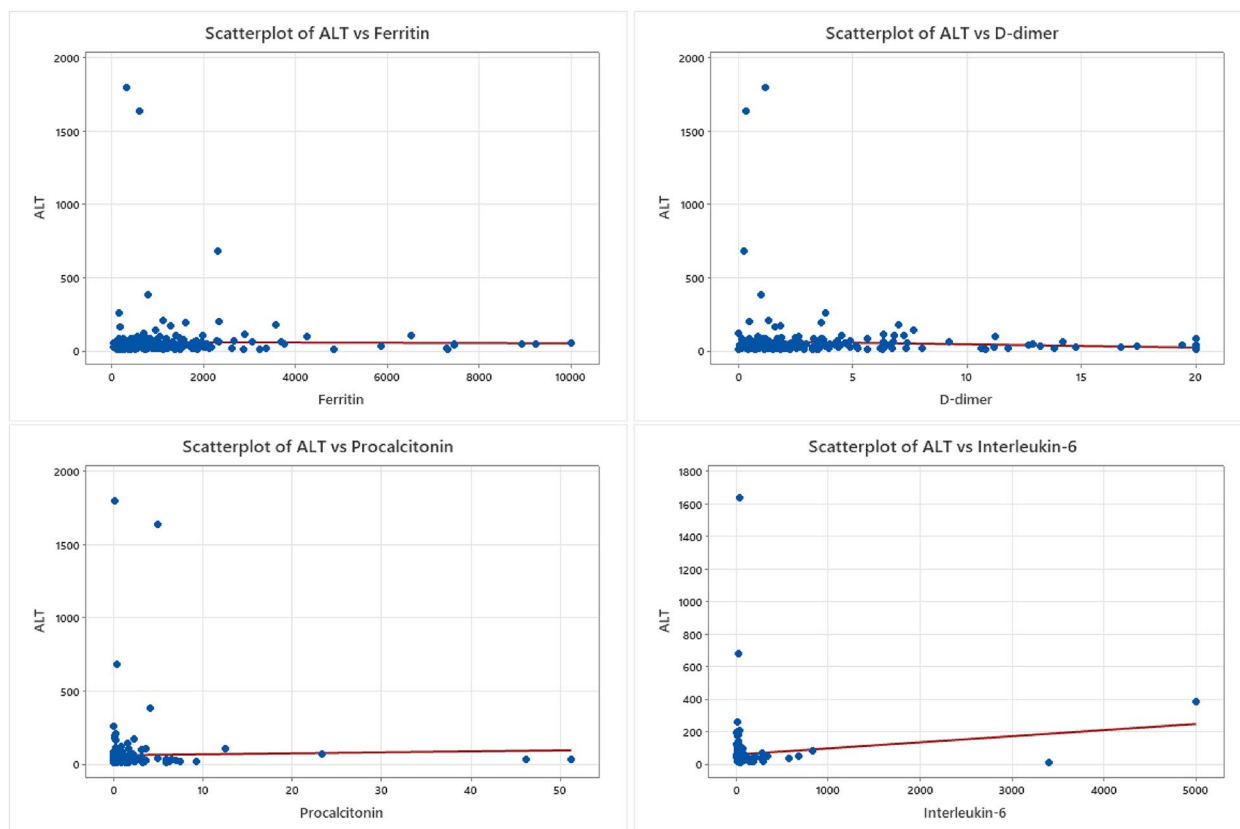 Scatterplot of ALT vs Ferritin
2000
1500
1000
500
0
ALT
0 2000 4000 6000 8000 10000
Ferritin
Scatterplot of ALT vs D-dimer
2000
1500
1000
500
0
ALT
0 5 10 15 20
D-dimer
Scatterplot of ALT vs Procalcitonin
2000
1500
1000
500
0
ALT
0 10 20 30 40 50
Procalcitonin
Scatterplot of ALT vs Interleukin-6
1800
1600
1400
1200
1000
800
600
400
200
0
ALT
0 1000 2000 3000 4000 5000
Interleukin-6